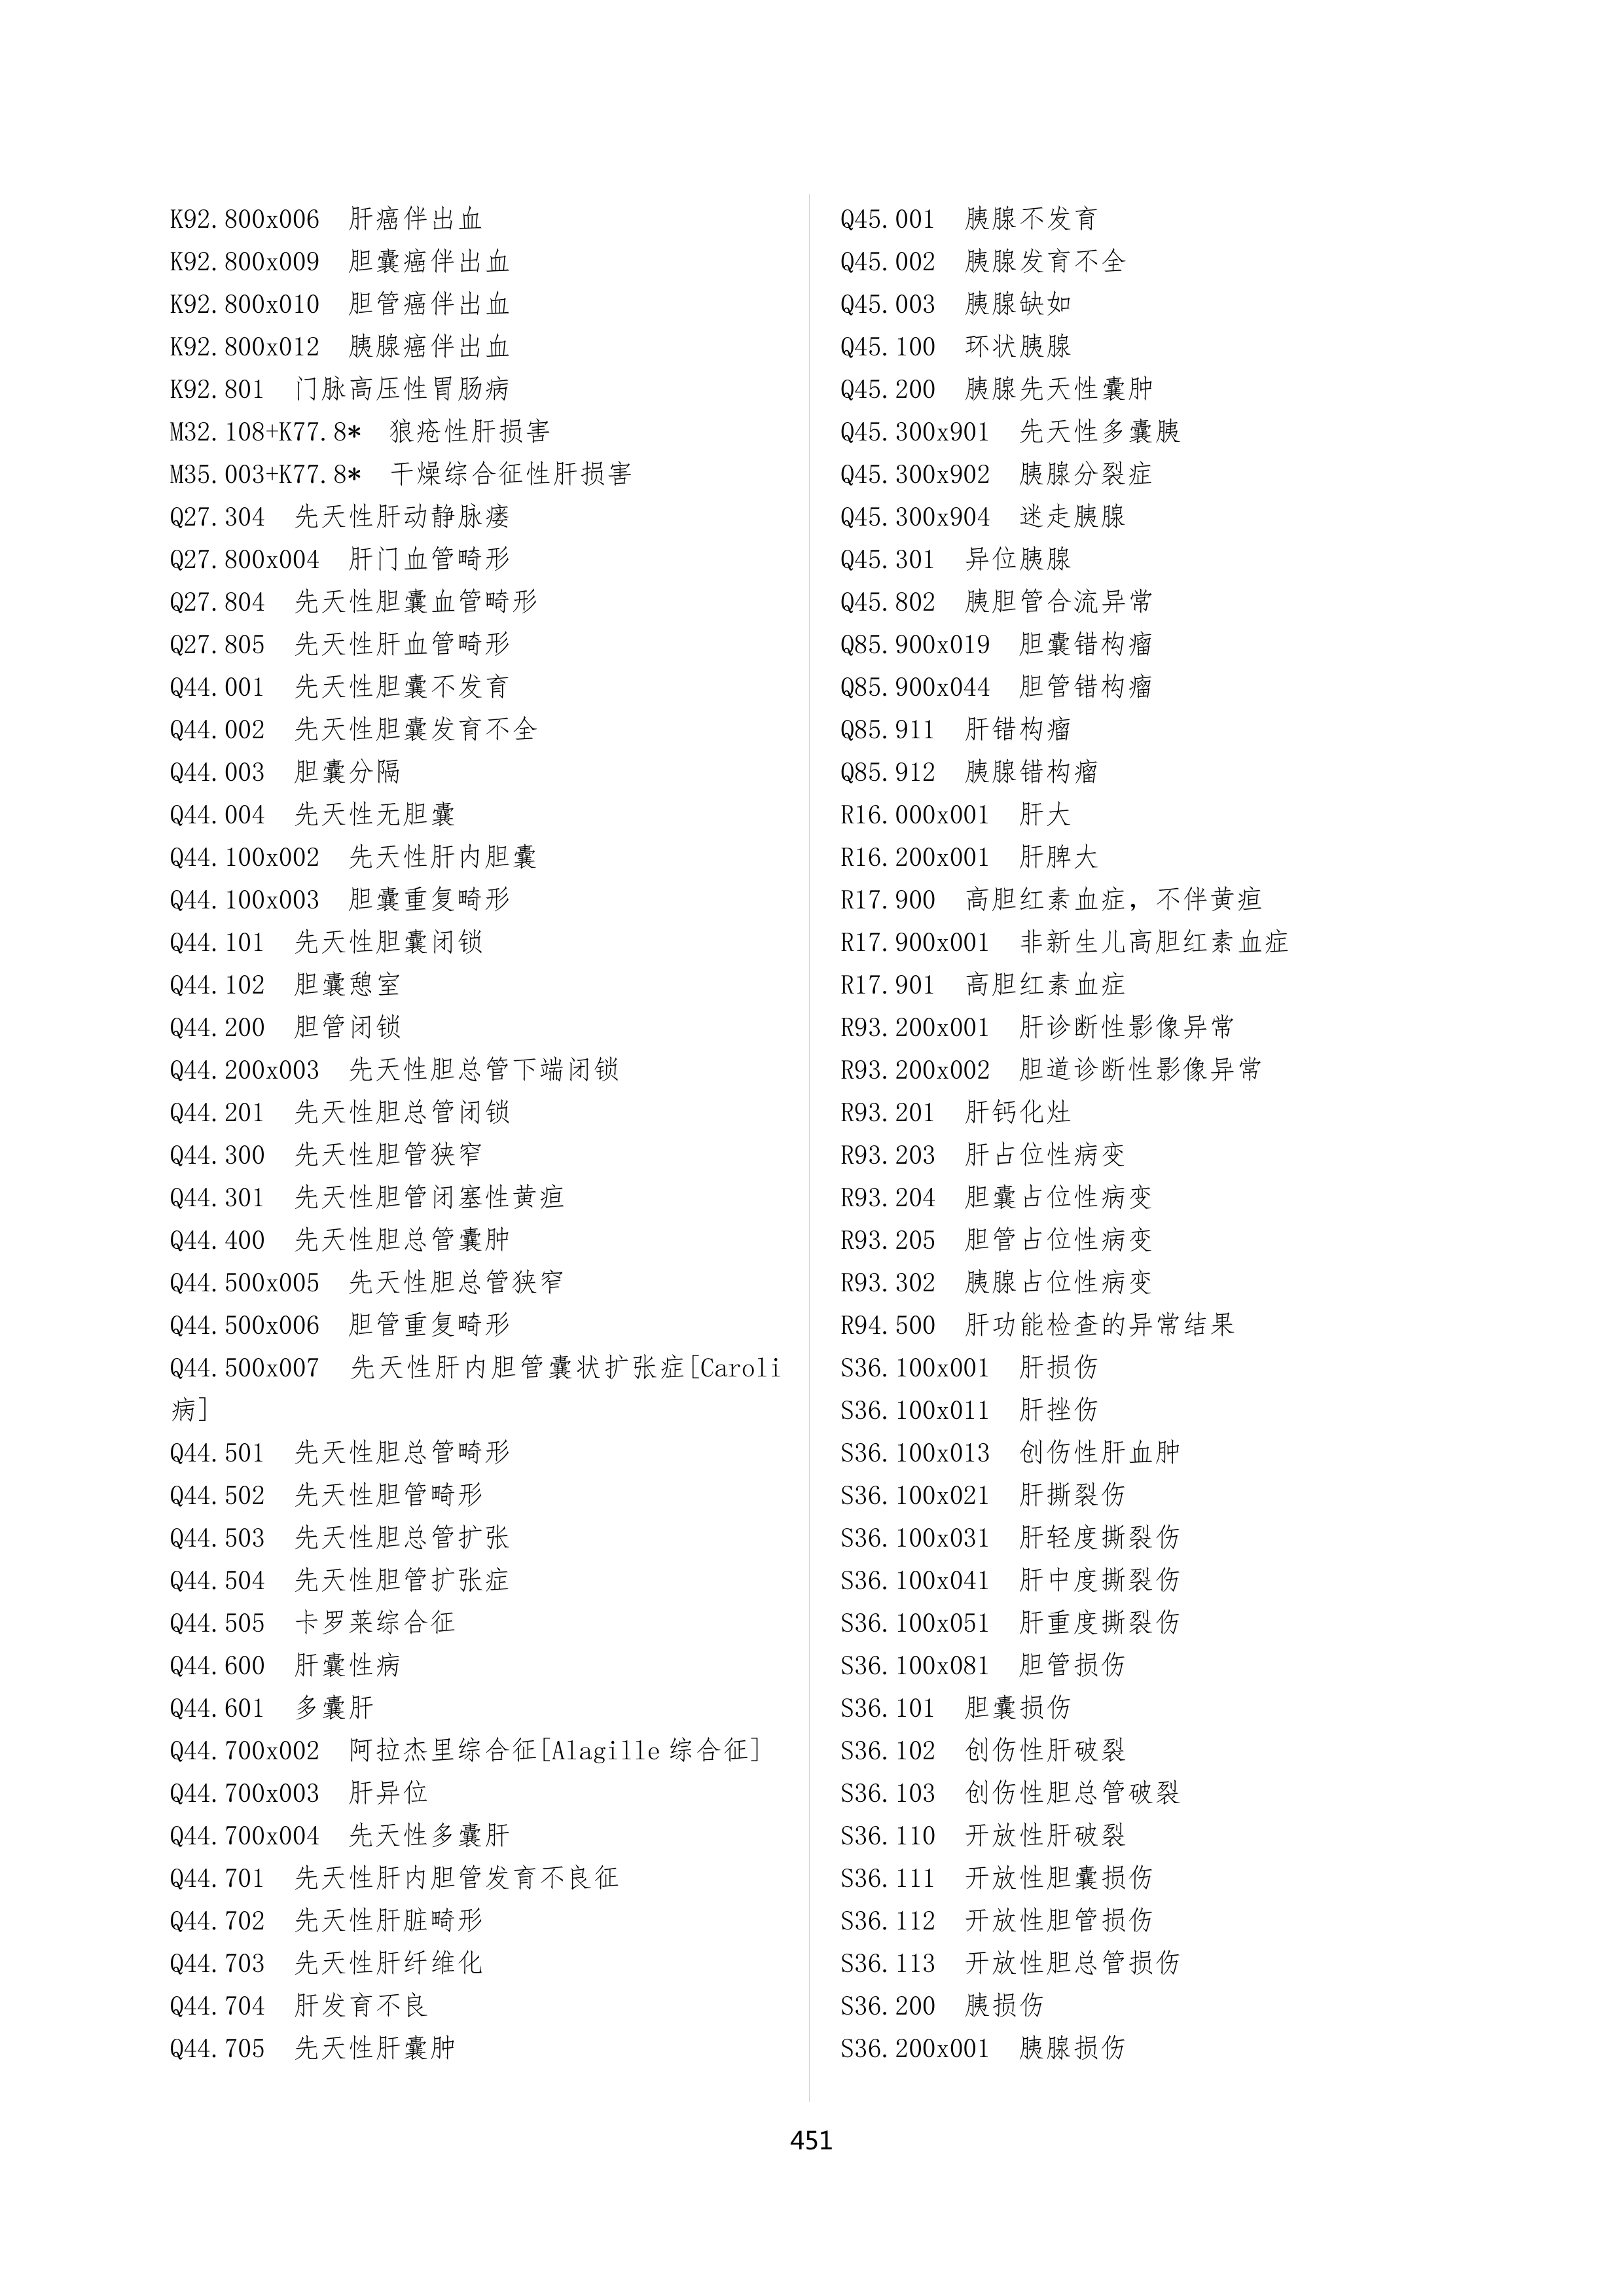 K92.800x006 肝癌伴出血
K92.800x009 胆囊癌伴出血
K92.800x010 胆管癌伴出血
K92.800x012 胰腺癌伴出血
K92.801 门脉高压性胃肠病
M32.108+K77.8* 狼疮性肝损害
M35.003+K77.8* 干燥综合征性肝损害
Q27.304 先天性肝动静脉瘘
Q27.800x004 肝门血管畸形
Q27.804 先天性胆囊血管畸形
Q27.805 先天性肝血管畸形
Q44.001 先天性胆囊不发育
Q44.002 先天性胆囊发育不全
Q44.003 胆囊分隔
Q44.004 先天性无胆囊
Q44.100x002 先天性肝内胆囊
Q44.100x003 胆囊重复畸形
Q44.101 先天性胆囊闭锁
Q44.102 胆囊憩室
Q44.200 胆管闭锁
Q44.200x003 先天性胆总管下端闭锁
Q44.201 先天性胆总管闭锁
Q44.300 先天性胆管狭窄
Q44.301 先天性胆管闭塞性黄疸
Q44.400 先天性胆总管囊肿
Q44.500x005 先天性胆总管狭窄
Q44.500x006 胆管重复畸形
Q44.500x007 先天性肝内胆管囊状扩张症[Caroli
病]
Q44.501 先天性胆总管畸形
Q44.502 先天性胆管畸形
Q44.503 先天性胆总管扩张
Q44.504 先天性胆管扩张症
Q44.505 卡罗莱综合征
Q44.600 肝囊性病
Q44.601 多囊肝
Q44.700x002 阿拉杰里综合征[Alagille 综合征]
Q44.700x003 肝异位
Q44.700x004 先天性多囊肝
Q44.701 先天性肝内胆管发育不良征
Q44.702 先天性肝脏畸形
Q44.703 先天性肝纤维化
Q44.704 肝发育不良
Q44.705 先天性肝囊肿
Q45.001 胰腺不发育
Q45.002 胰腺发育不全
Q45.003 胰腺缺如
Q45.100 环状胰腺
Q45.200 胰腺先天性囊肿
Q45.300x901 先天性多囊胰
Q45.300x902 胰腺分裂症
Q45.300x904 迷走胰腺
Q45.301 异位胰腺
Q45.802 胰胆管合流异常
Q85.900x019 胆囊错构瘤
Q85.900x044 胆管错构瘤
Q85.911 肝错构瘤
Q85.912 胰腺错构瘤
R16.000x001 肝大
R16.200x001 肝脾大
R17.900 高胆红素血症，不伴黄疸
R17.900x001 非新生儿高胆红素血症
R17.901 高胆红素血症
R93.200x001 肝诊断性影像异常
R93.200x002 胆道诊断性影像异常
R93.201 肝钙化灶
R93.203 肝占位性病变
R93.204 胆囊占位性病变
R93.205 胆管占位性病变
R93.302 胰腺占位性病变
R94.500 肝功能检查的异常结果
S36.100x001 肝损伤
S36.100x011 肝挫伤
S36.100x013 创伤性肝血肿
S36.100x021 肝撕裂伤
S36.100x031 肝轻度撕裂伤
S36.100x041 肝中度撕裂伤
S36.100x051 肝重度撕裂伤
S36.100x081 胆管损伤
S36.101 胆囊损伤
S36.102 创伤性肝破裂
S36.103 创伤性胆总管破裂
S36.110 开放性肝破裂
S36.111 开放性胆囊损伤
S36.112 开放性胆管损伤
S36.113 开放性胆总管损伤
S36.200 胰损伤
S36.200x001 胰腺损伤
451